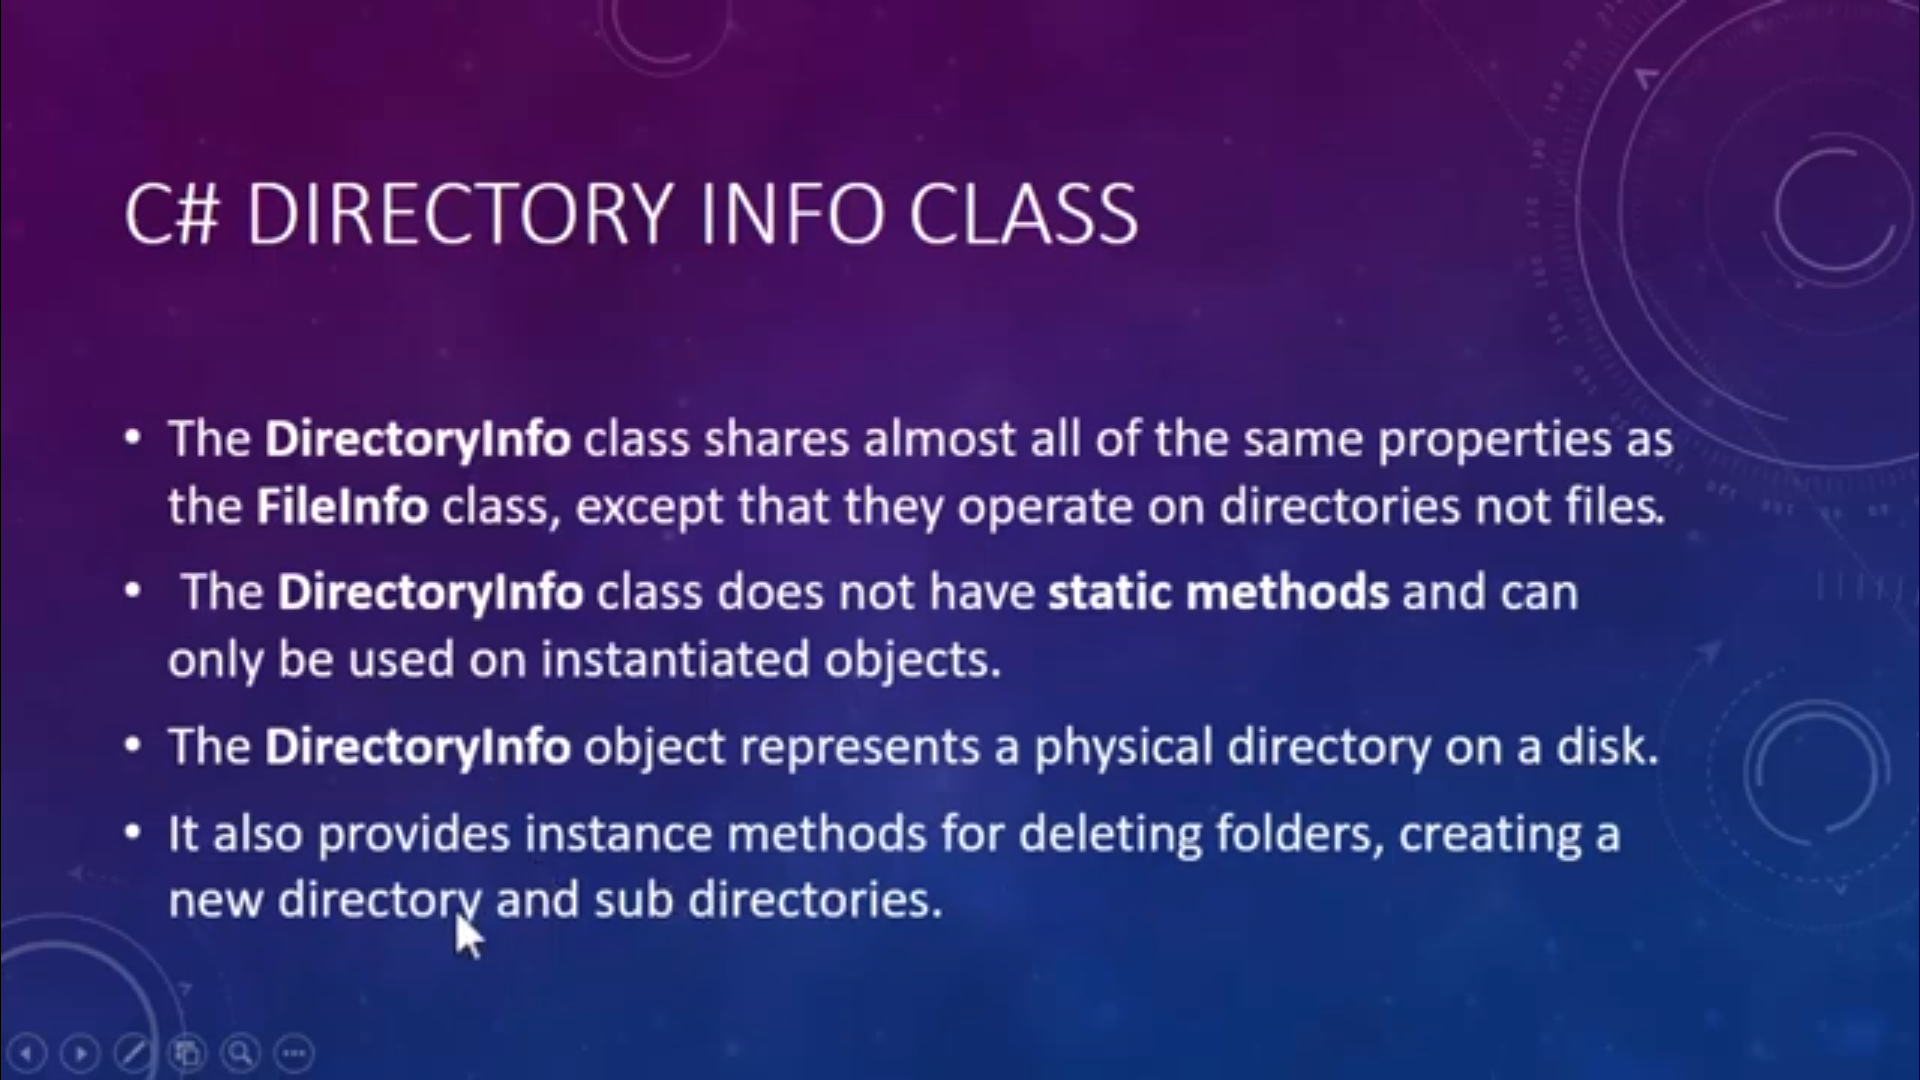 C# DIRECTORY INFO CLASS
• The DirectoryInfo class shares almost all of the same properties as
the FileInfo class, except that they operate on directories not files.
• The DirectoryInfo class does not have static methods and can
only be used on instantiated objects.
• The DirectoryInfo object represents a physical directory on a disk.
• It also provides instance methods for deleting folders, creating a
new directory and sub directories.